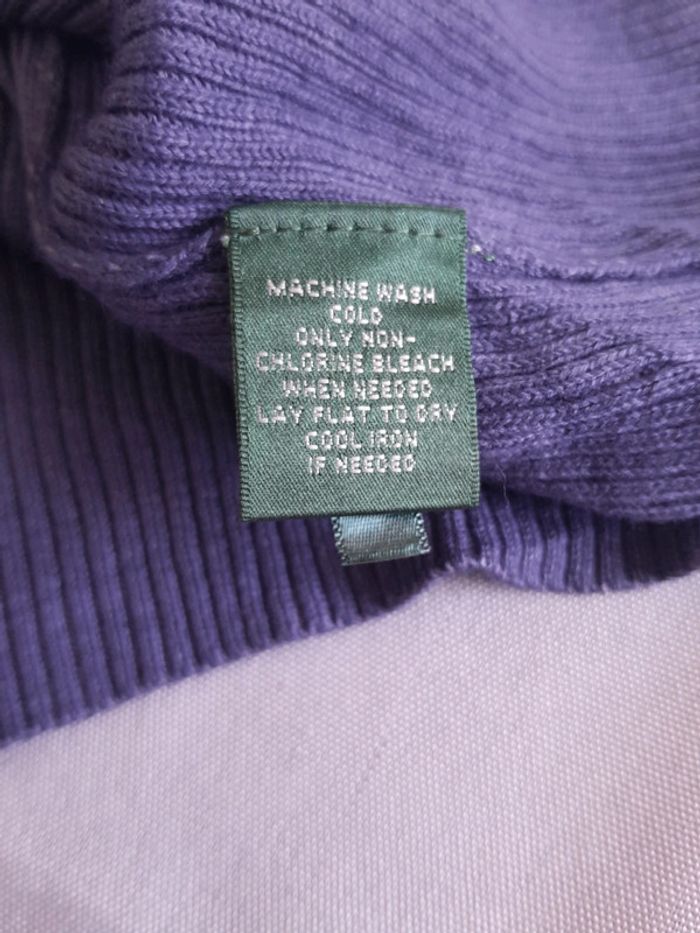 MACHINE WASH
COLD
ONLY NON-
CHLORINE BLEACH
WHEN NEEDED
LAY FLAT TO DRY
COOL IRON
IF NEEDED